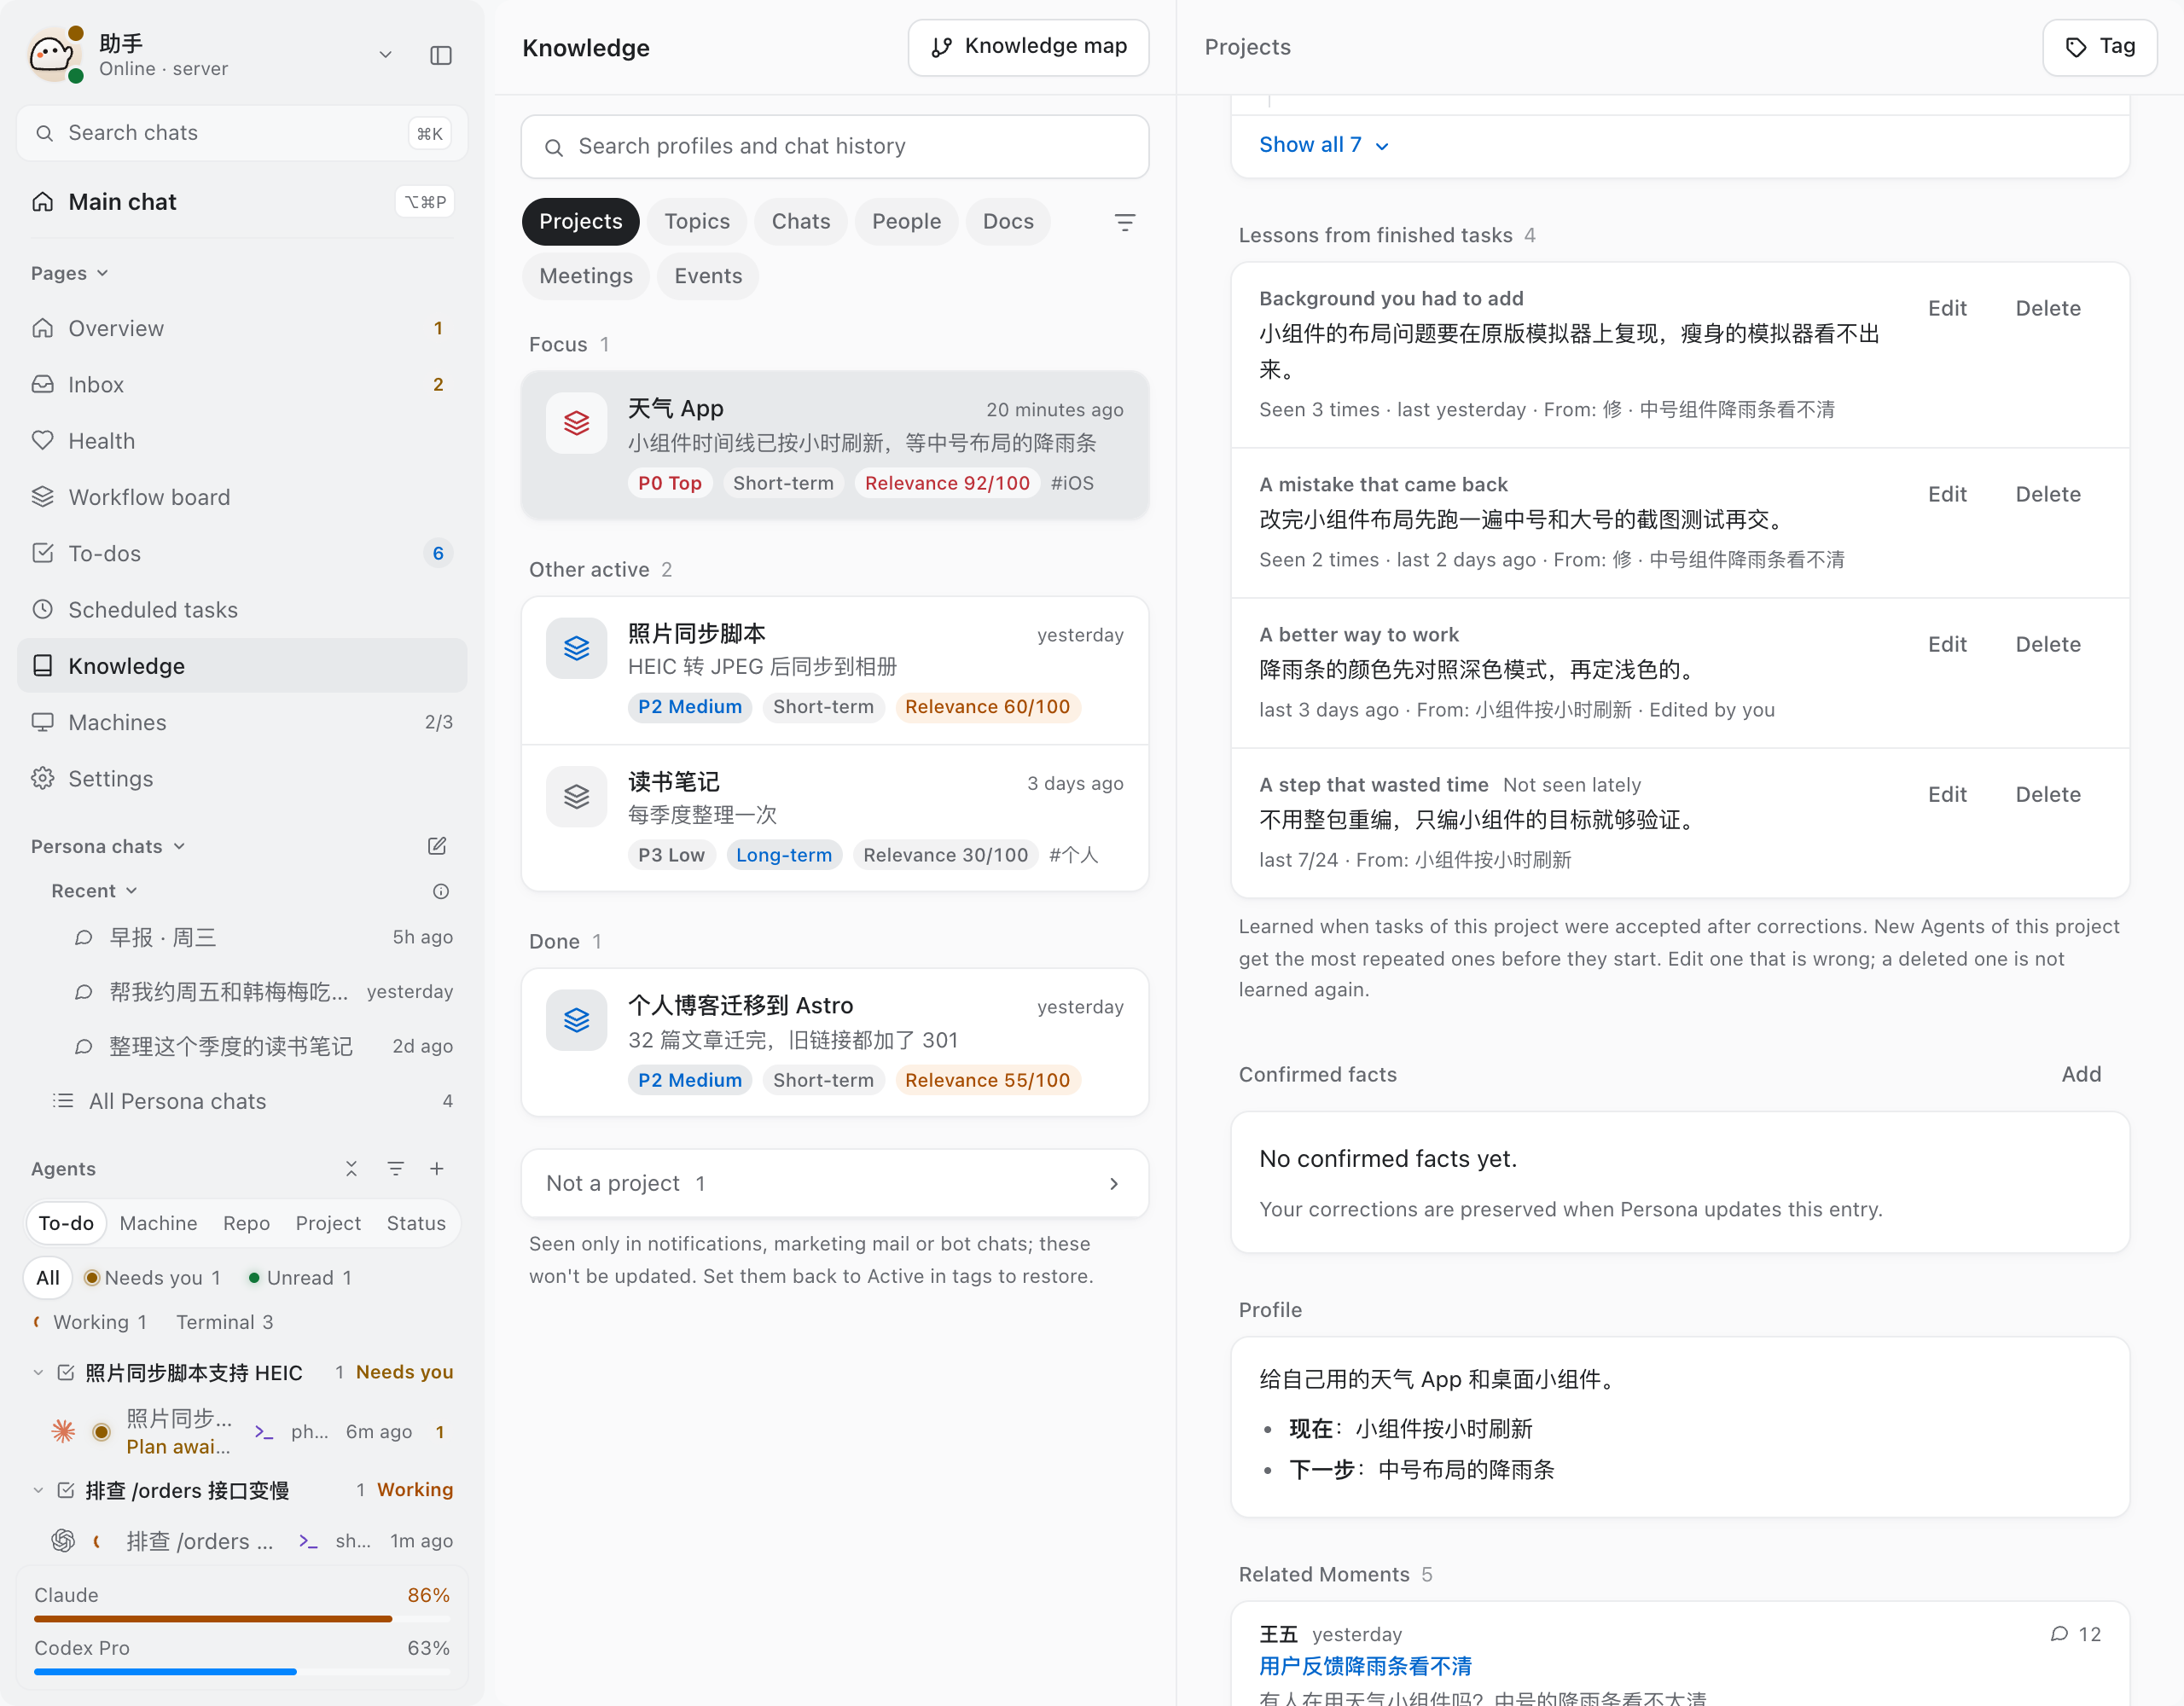 助手
Online · server
Search chats
⌘K
Main chat
⌥⌘P
Pages
Overview
1
Inbox
2
Health
Workflow board
To-dos
6
Scheduled tasks
Knowledge
Machines
2/3
Settings
Persona chats
Recent
早报 · 周三
5h ago
帮我约周五和韩梅梅吃...
yesterday
整理这个季度的读书笔记
2d ago
All Persona chats
4
Agents
To-do
Machine
Repo
Project
Status
All
Needs you 1
Unread 1
Working 1
Terminal 3
照片同步脚本支持 HEIC
1 Needs you
照片同步...
Plan awai...
ph...
6m ago
1
排查 /orders 接口变慢
1 Working
排查 /orders ...
sh...
1m ago
Claude
86%
Codex Pro
63%
Knowledge
Knowledge map
Search profiles and chat history
Projects
Topics
Chats
People
Docs
Meetings
Events
Focus 1
天气 App
20 minutes ago
小组件时间线已按小时刷新，等中号布局的降雨条
P0 Top
Short-term
Relevance 92/100
#iOS
Other active 2
照片同步脚本
yesterday
HEIC 转 JPEG 后同步到相册
P2 Medium
Short-term
Relevance 60/100
读书笔记
3 days ago
每季度整理一次
P3 Low
Long-term
Relevance 30/100
#个人
Done 1
个人博客迁移到 Astro
yesterday
32 篇文章迁完，旧链接都加了 301
P2 Medium
Short-term
Relevance 55/100
Not a project 1
Seen only in notifications, marketing mail or bot chats; these
won't be updated. Set them back to Active in tags to restore.
Projects
Tag
Show all 7
Lessons from finished tasks 4
Background you had to add
Edit
Delete
小组件的布局问题要在原版模拟器上复现，瘦身的模拟器看不出
来。
Seen 3 times · last yesterday · From: 修 · 中号组件降雨条看不清
A mistake that came back
Edit
Delete
改完小组件布局先跑一遍中号和大号的截图测试再交。
Seen 2 times · last 2 days ago · From: 修 · 中号组件降雨条看不清
A better way to work
Edit
Delete
降雨条的颜色先对照深色模式，再定浅色的。
last 3 days ago · From: 小组件按小时刷新 · Edited by you
A step that wasted time
Not seen lately
Edit
Delete
不用整包重编，只编小组件的目标就够验证。
last 7/24 · From: 小组件按小时刷新
Learned when tasks of this project were accepted after corrections. New Agents of this project
get the most repeated ones before they start. Edit one that is wrong; a deleted one is not
learned again.
Confirmed facts
Add
No confirmed facts yet.
Your corrections are preserved when Persona updates this entry.
Profile
给自己用的天气 App 和桌面小组件。
• 现在：小组件按小时刷新
• 下一步：中号布局的降雨条
Related Moments 5
王五 yesterday
12
用户反馈降雨条看不清
有人在用天气小组件吗？中号的降雨条看不太清